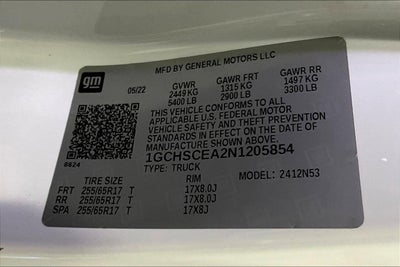 gm
MFD BY GENERAL MOTORS LLC
05/22 GVWR GAWR FRT GAWR RR
2449 KG 1315 KG 1497 KG
5400 LB 2900 LB 3300 LB
THIS VEHICLE CONFORMS TO ALL
APPLICABLE U.S. FEDERAL MOTOR
VEHICLE SAFETY AND THEFT PREVENTION
STANDARDS IN EFFECT ON THE DATE OF
MANUFACTURE SHOWN ABOVE.
1GCHSCEA2N1205854
8624 TYPE: TRUCK MODEL: 2412N53
TIRE SIZE RIM
FRT 255/65R17 T 17X8.0J
RR 255/65R17 T 17X8.0J
SPA 255/65R17 T 17X8J